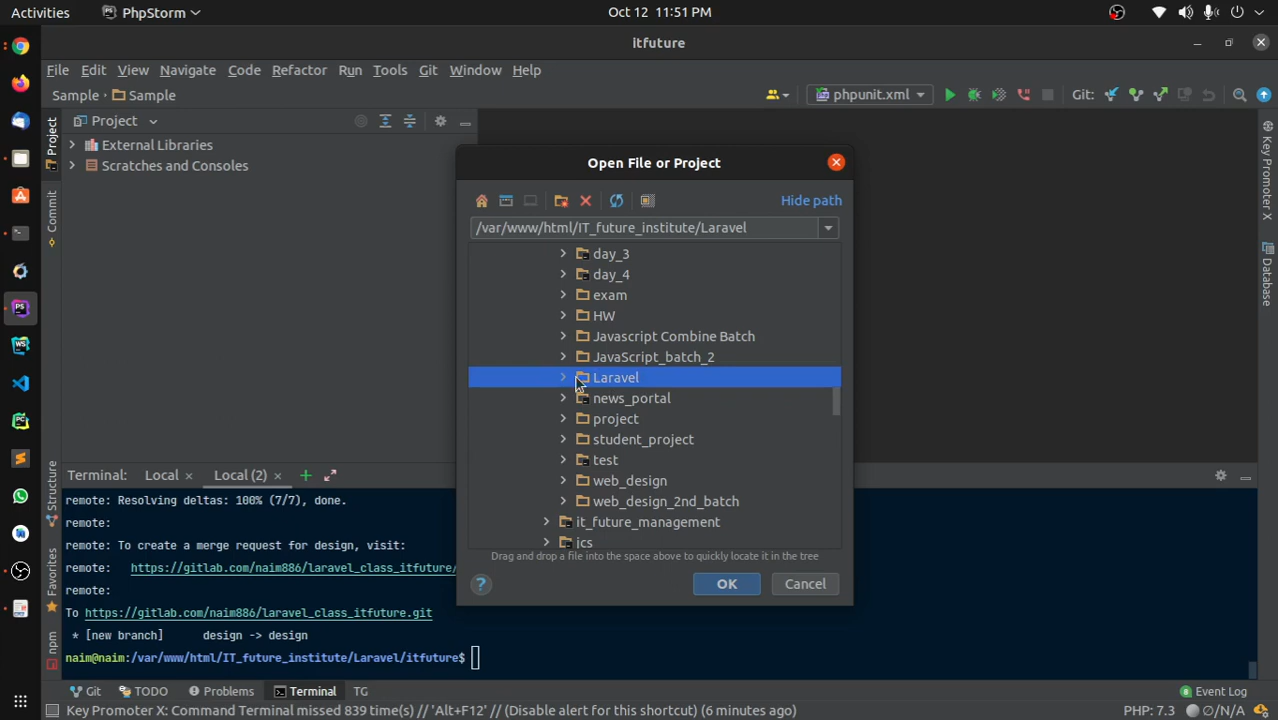 Activities PhpStorm Oct 12 11:51 PM
itfuture
File Edit View Navigate Code Refactor Run Tools Git Window Help
Sample Sample phpunit.xml Git:
Project
External Libraries
Scratches and Consoles
Project
Commit
Structure
Favorites
npm
Key Promoter X
Database
Open File or Project
Hide path
/var/www/html/IT_future_institute/Laravel
day_3
day_4
exam
HW
Javascript Combine Batch
JavaScript_batch_2
Laravel
news_portal
project
student_project
test
web_design
web_design_2nd_batch
it_future_management
jcs
Drag and drop a file into the space above to quickly locate it in the tree
? OK Cancel
Terminal: Local × Local (2) × +
remote: Resolving deltas: 100% (7/7), done.
remote:
remote: To create a merge request for design, visit:
remote: https://gitlab.com/naim886/laravel_class_itfuture/
remote:
To https://gitlab.com/naim886/laravel_class_itfuture.git
* [new branch] design -> design
naim@naim:/var/www/html/IT_future_institute/Laravel/itfuture$
Git TODO Problems Terminal TG 8 Event Log
Key Promoter X: Command Terminal missed 839 time(s) // 'Alt+F12' // (Disable alert for this shortcut) (6 minutes ago) PHP: 7.3 ∅/N/A